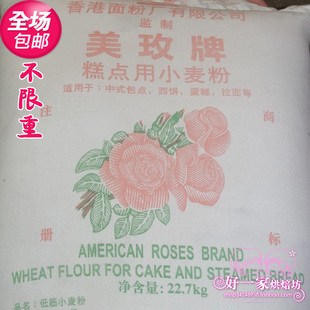 全场
包邮
不限重
香港面粉厂有限公司
监制
美玫牌
糕点用小麦粉
适用于:中式包点、西饼、蛋糕、拉面等
注
商
册
标
AMERICAN ROSES BRAND
WHEAT FLOUR FOR CAKE AND STEAMED BREAD
净含量: 22.7kg
品名:低筋小麦粉
好一家烘焙坊